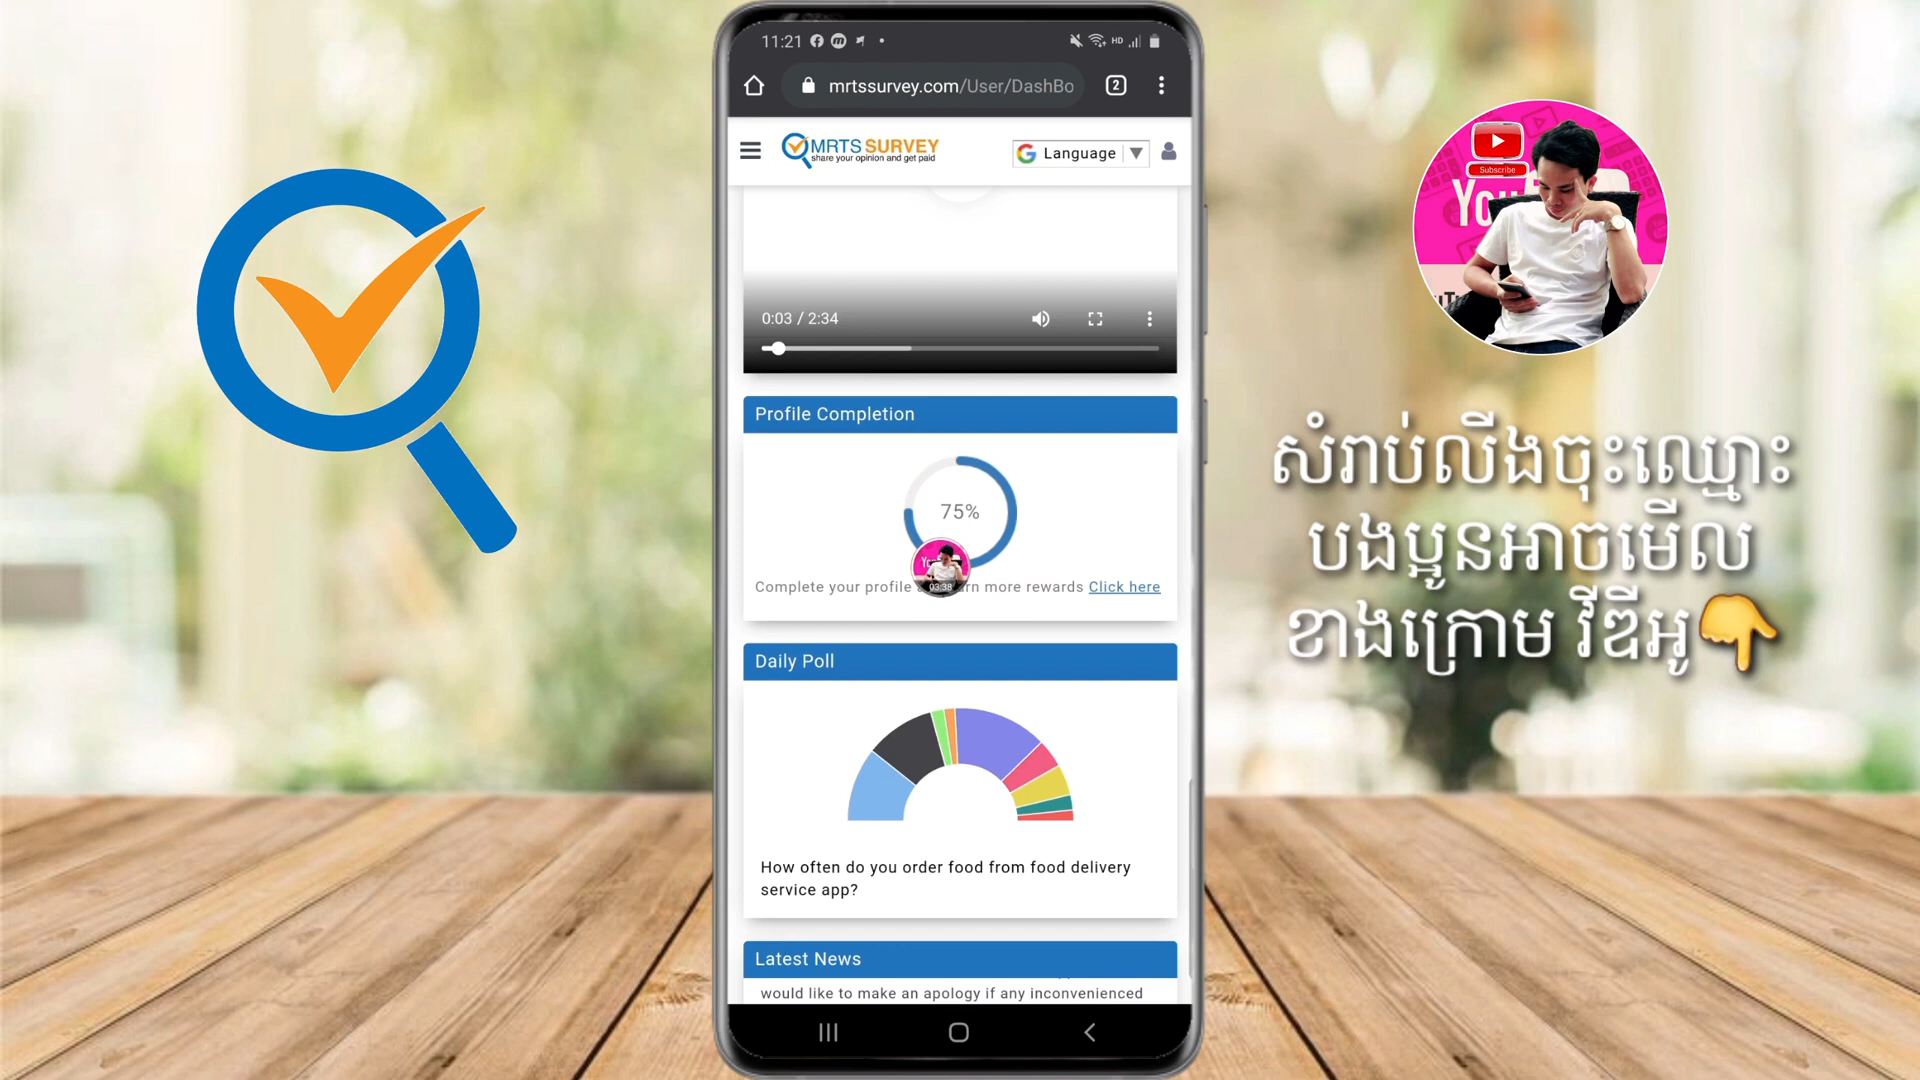 11:21
HD
mrtssurvey.com/User/DashBo
2
MRTS SURVEY
share your opinion and get paid
Language
0:03 / 2:34
Profile Completion
75%
03:38
Complete your profile
rn more rewards Click here
Daily Poll
How often do you order food from food delivery
service app?
Latest News
would like to make an apology if any inconvenienced
Subscribe
សំរាប់លីងចុះឈ្មោះ
បងប្អូនអាចមើល
ខាងក្រោម វីឌីអូ